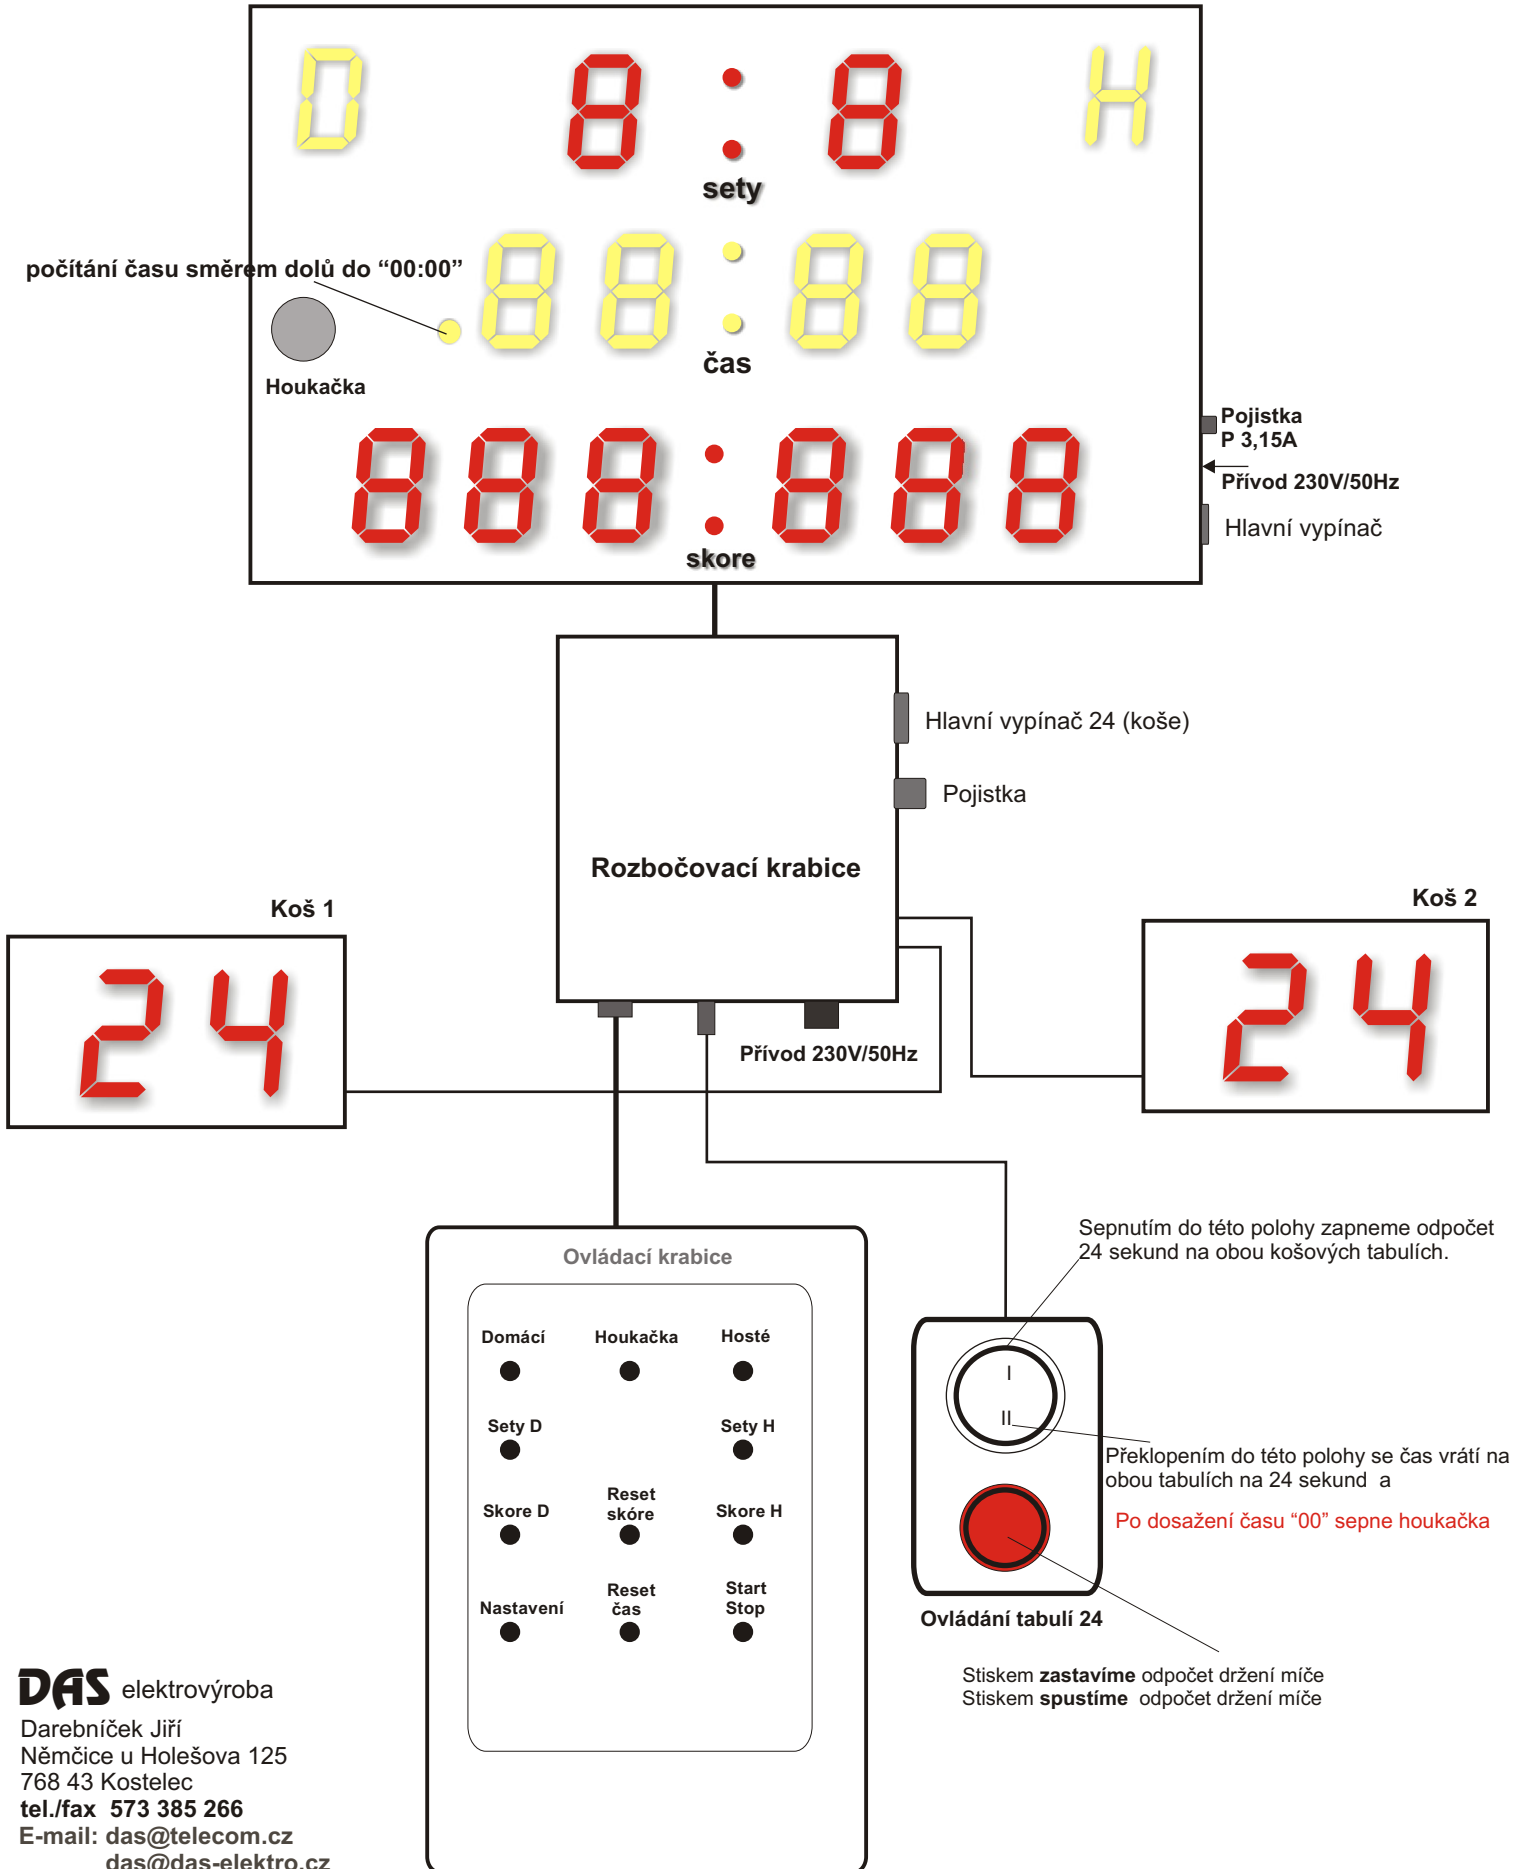 D 8 : 8 H
sety
počítání času směrem dolů do “00:00”
88:88
čas
Houkačka
Pojistka
P 3,15A
Přívod 230V/50Hz
Hlavní vypínač
888:888
skore
Hlavní vypínač 24 (koše)
Pojistka
Rozbočovací krabice
Koš 1
Koš 2
24
24
Přívod 230V/50Hz
Sepnutím do této polohy zapneme odpočet
24 sekund na obou košových tabulích.
Ovládací krabice
Domácí Houkačka Hosté
Sety D Sety H
Skore D Reset
skóre Skore H
Nastavení Reset
čas Start
Stop
I
II
Překlopením do této polohy se čas vrátí na
obou tabulích na 24 sekund a
Po dosažení času “00” sepne houkačka
Ovládání tabulí 24
Stiskem zastavíme odpočet držení míče
Stiskem spustíme odpočet držení míče
DAS elektrovýroba
Darebníček Jiří
Němčice u Holešova 125
768 43 Kostelec
tel./fax 573 385 266
E-mail: das@telecom.cz
das@das-elektro.cz